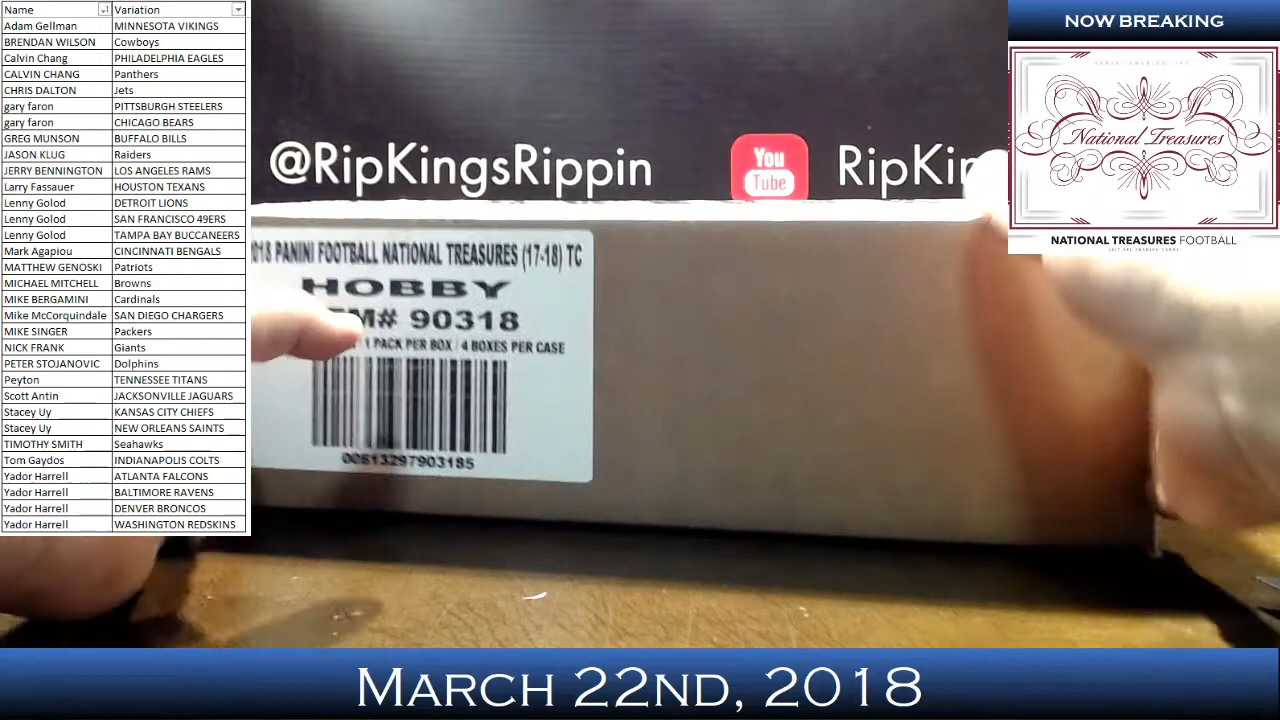 Name Variation
Adam Gellman MINNESOTA VIKINGS
BRENDAN WILSON Cowboys
Calvin Chang PHILADELPHIA EAGLES
CALVIN CHANG Panthers
CHRIS DALTON Jets
gary faron PITTSBURGH STEELERS
gary faron CHICAGO BEARS
GREG MUNSON BUFFALO BILLS
JASON KLUG Raiders
JERRY BENNINGTON LOS ANGELES RAMS
Larry Fassauer HOUSTON TEXANS
Lenny Golod DETROIT LIONS
Lenny Golod SAN FRANCISCO 49ERS
Lenny Golod TAMPA BAY BUCCANEERS
Mark Agapiou CINCINNATI BENGALS
MATTHEW GENOSKI Patriots
MICHAEL MITCHELL Browns
MIKE BERGAMINI Cardinals
Mike McCorquindale SAN DIEGO CHARGERS
MIKE SINGER Packers
NICK FRANK Giants
PETER STOJANOVIC Dolphins
Peyton TENNESSEE TITANS
Scott Antin JACKSONVILLE JAGUARS
Stacey Uy KANSAS CITY CHIEFS
Stacey Uy NEW ORLEANS SAINTS
TIMOTHY SMITH Seahawks
Tom Gaydos INDIANAPOLIS COLTS
Yador Harrell ATLANTA FALCONS
Yador Harrell BALTIMORE RAVENS
Yador Harrell DENVER BRONCOS
Yador Harrell WASHINGTON REDSKINS
@RipKingsRippin You Tube RipKin
018 PANINI FOOTBALL NATIONAL TREASURES (17-18) TC
HOBBY
EM# 90318
1 PACK PER BOX / 4 BOXES PER CASE
00613297903185
NOW BREAKING
National Treasures
NATIONAL TREASURES FOOTBALL
MARCH 22ND, 2018